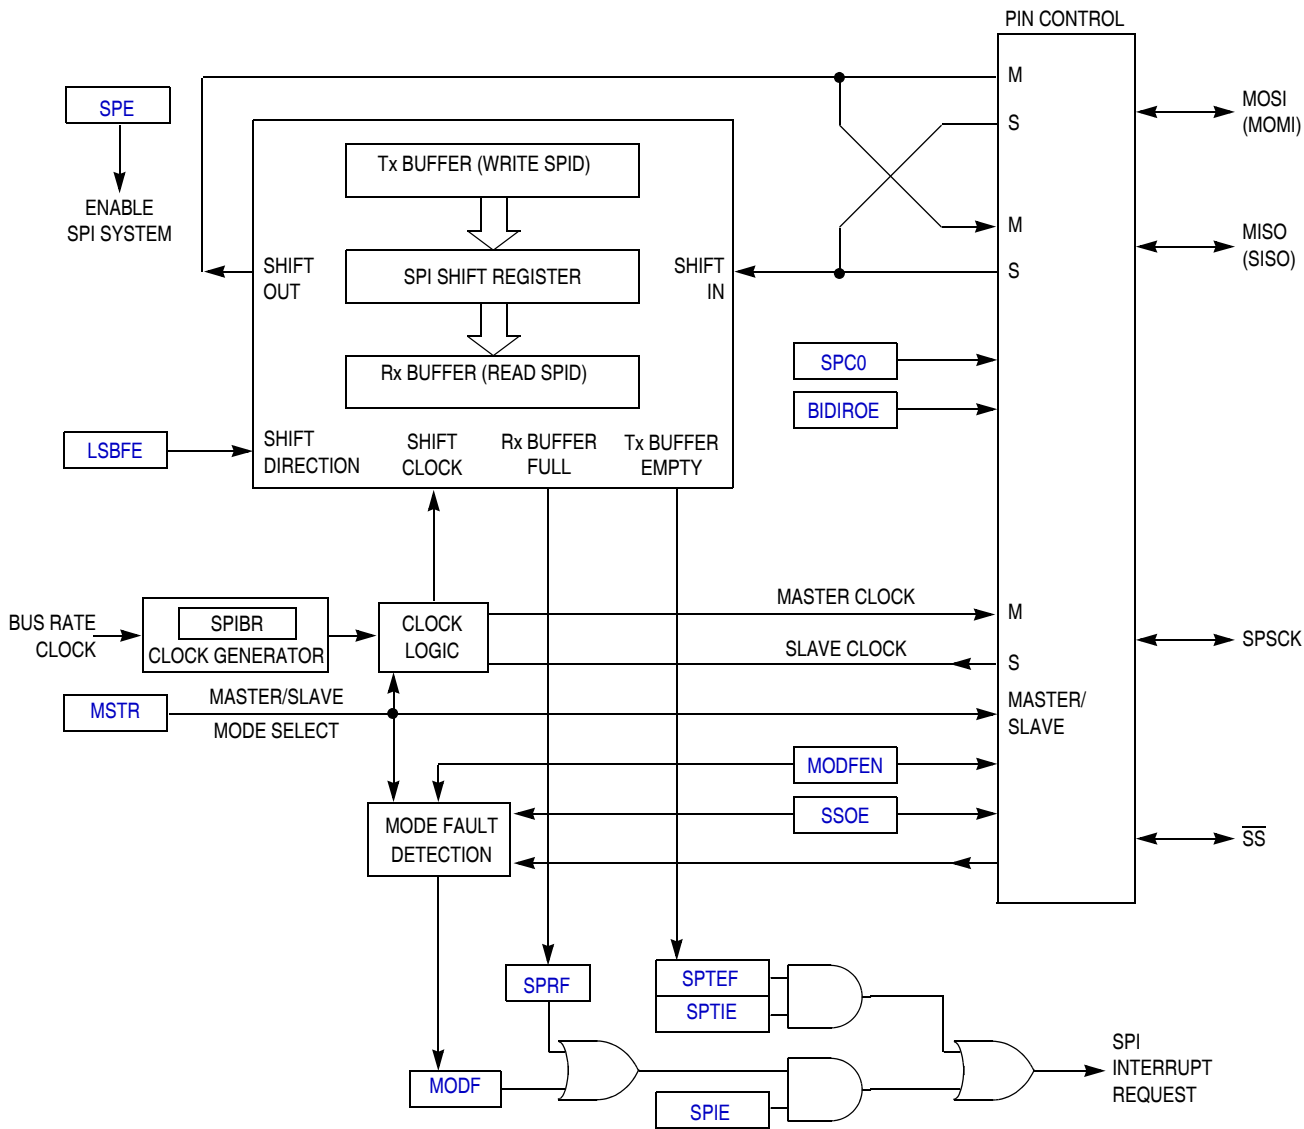 PIN CONTROL
M
MOSI
(MOMI)
SPE
S
ENABLE
SPI SYSTEM
Tx BUFFER (WRITE SPID)
M
MISO
(SISO)
SHIFT
OUT
SPI SHIFT REGISTER
SHIFT
IN
S
Rx BUFFER (READ SPID)
SPC0
BIDIROE
LSBFE
SHIFT
DIRECTION
SHIFT
CLOCK
Rx BUFFER
FULL
Tx BUFFER
EMPTY
BUS RATE
CLOCK
SPIBR
CLOCK GENERATOR
CLOCK
LOGIC
MASTER CLOCK
M
SLAVE CLOCK
S
SPSCK
MSTR
MASTER/SLAVE
MODE SELECT
MASTER/
SLAVE
MODFEN
SSOE
MODE FAULT
DETECTION
SS
SPRF
SPTEF
SPTIE
MODF
SPIE
SPI
INTERRUPT
REQUEST